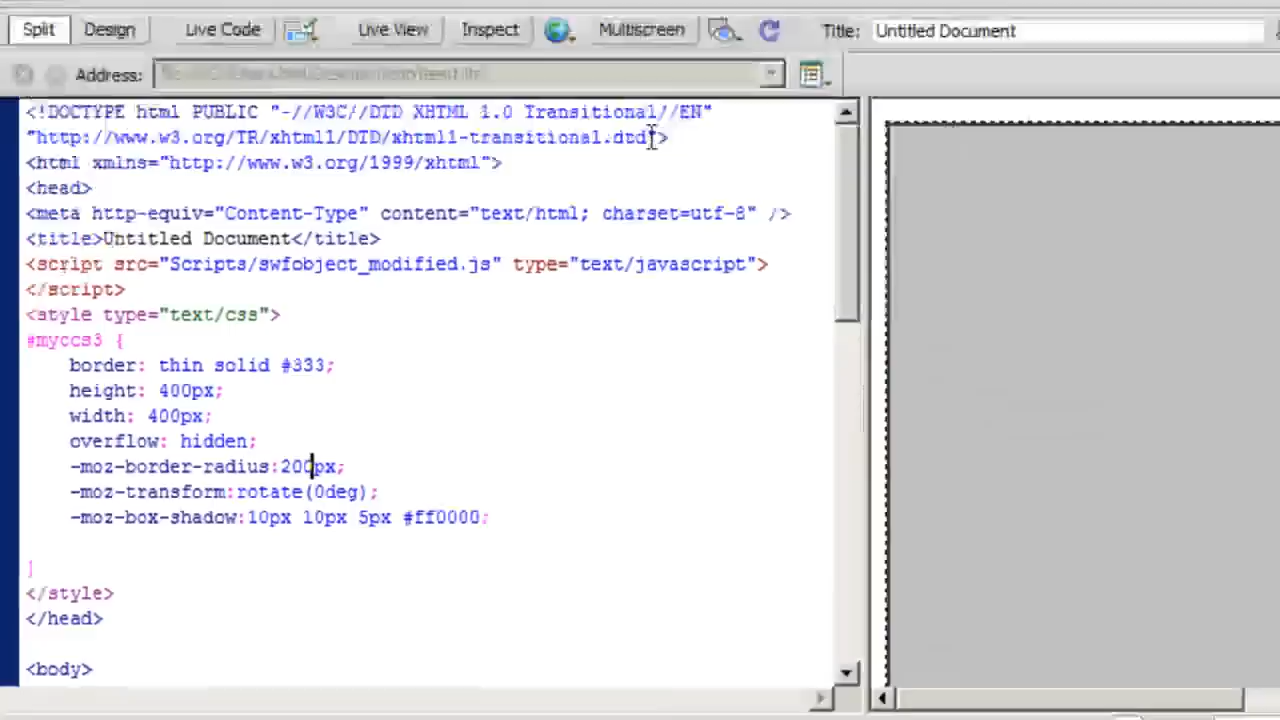 Split Design Live Code Live View Inspect Multiscreen Title: Untitled Document
Address:
<!DOCTYPE html PUBLIC "-//W3C//DTD XHTML 1.0 Transitional//EN"
"http://www.w3.org/TR/xhtml1/DTD/xhtml1-transitional.dtd">
<html xmlns="http://www.w3.org/1999/xhtml">
<head>
<meta http-equiv="Content-Type" content="text/html; charset=utf-8" />
<title>Untitled Document</title>
<script src="Scripts/swfobject_modified.js" type="text/javascript">
</script>
<style type="text/css">
#myccs3 {
border: thin solid #333;
height: 400px;
width: 400px;
overflow: hidden;
-moz-border-radius:200px;
-moz-transform:rotate(0deg);
-moz-box-shadow:10px 10px 5px #ff0000;
}
</style>
</head>
<body>